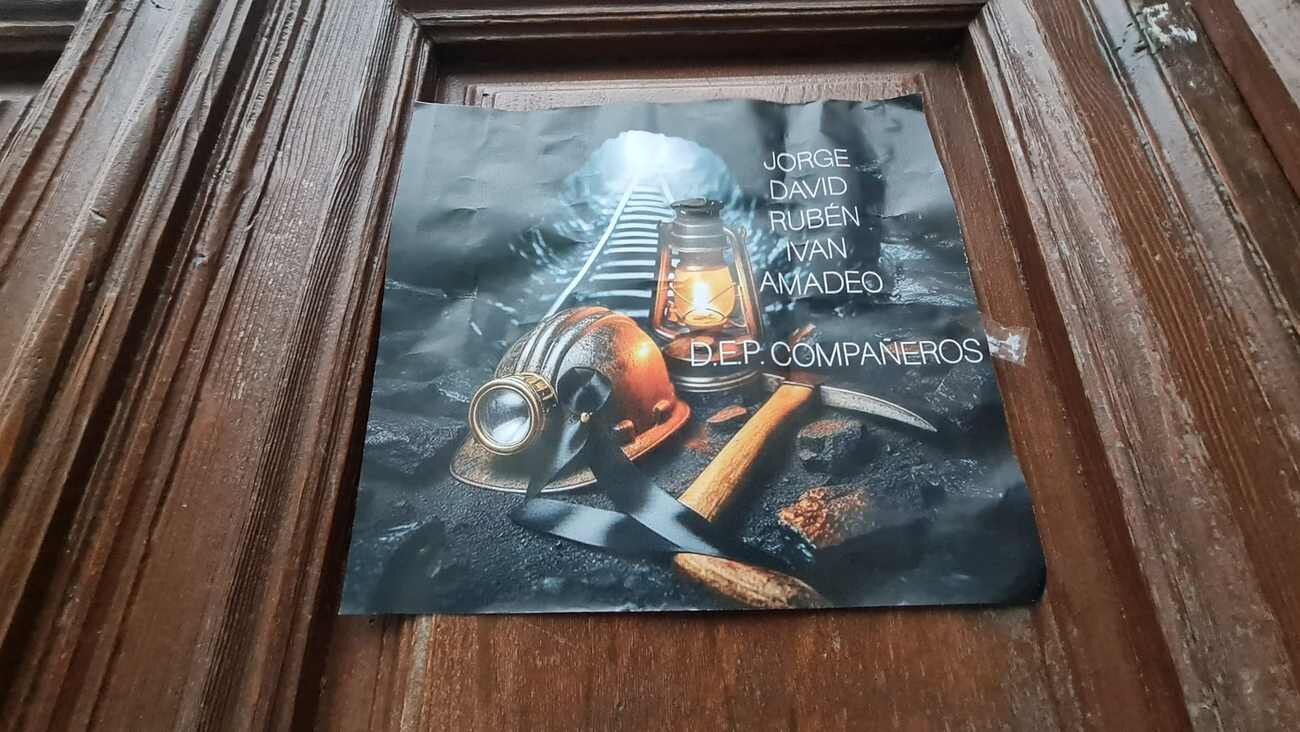 JORGE
DAVID
RUBÉN
IVAN
AMADEO
D.E.P. COMPAÑEROS